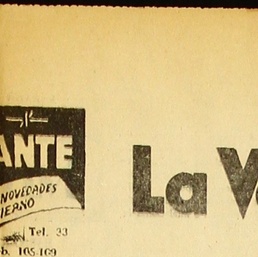 ANTE
NOVEDADES
IERNO
La V
Tel. 33
b. 105-109